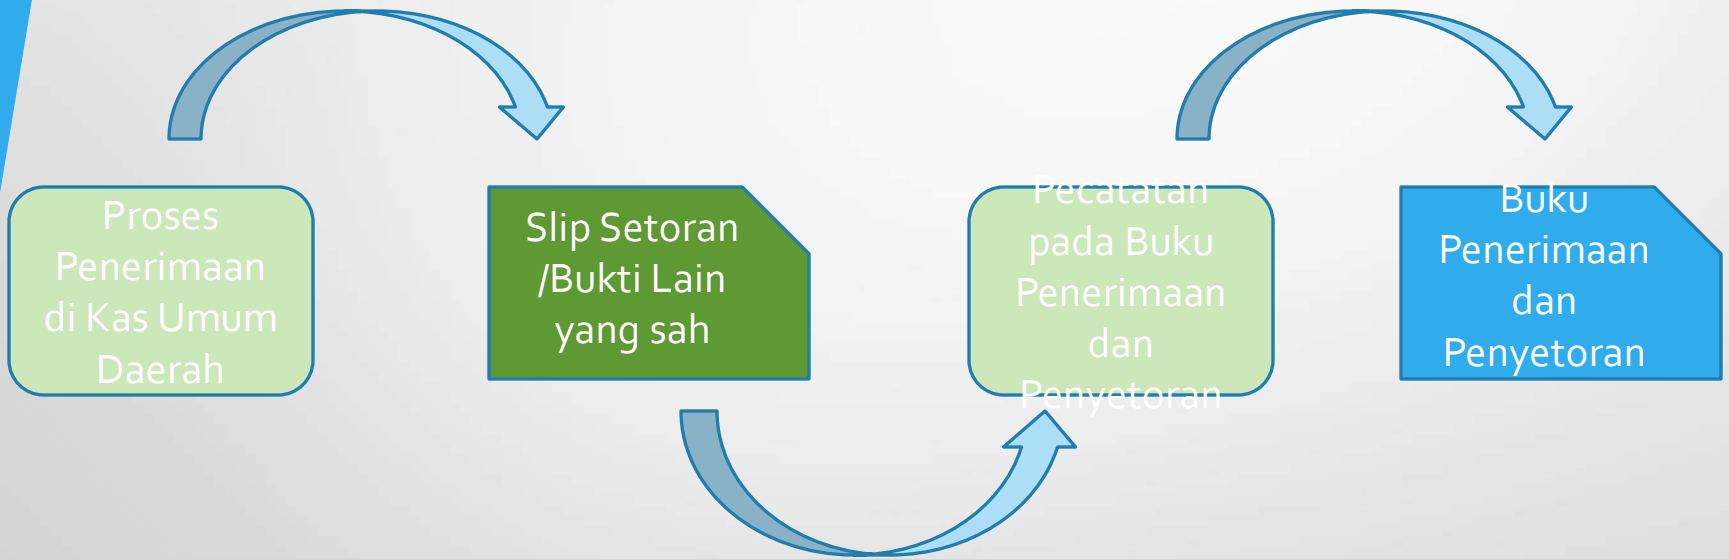 Proses
Penerimaan
di Kas Umum
Daerah
Slip Setoran
/Bukti Lain
yang sah
Pecatatan
pada Buku
Penerimaan
dan
Penyetoran
Buku
Penerimaan
dan
Penyetoran